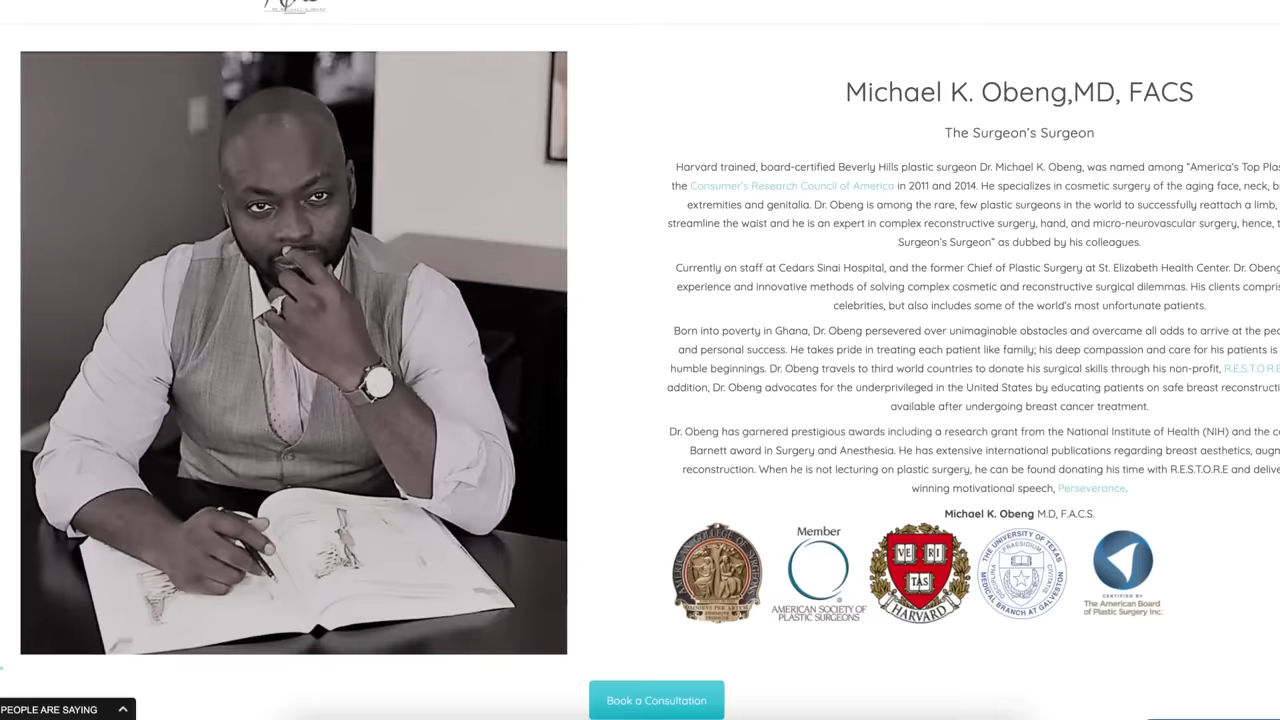 Michael K. Obeng,MD, FACS
The Surgeon's Surgeon
Harvard trained, board-certified Beverly Hills plastic surgeon Dr. Michael K. Obeng, was named among "America's Top
the Consumer's Research Council of America in 2011 and 2014. He specializes in cosmetic surgery of the aging face, neck,
extremities and genitalia. Dr. Obeng is among the rare, few plastic surgeons in the world to successfully reattach a limb,
streamline the waist and he is an expert in complex reconstructive surgery, hand, and micro-neurovascular surgery, hence,
Surgeon's Surgeon" as dubbed by his colleagues.
Currently on staff at Cedars Sinai Hospital, and the former Chief of Plastic Surgery at St. Elizabeth Health Center. Dr. Obeng
experience and innovative methods of solving complex cosmetic and reconstructive surgical dilemmas. His clients
celebrities, but also includes some of the world's most unfortunate patients.
Born into poverty in Ghana, Dr. Obeng persevered over unimaginable obstacles and overcame all odds to arrive at the
and personal success. He takes pride in treating each patient like family; his deep compassion and care for his patients is
humble beginnings. Dr. Obeng travels to third world countries to donate his surgical skills through his non-profit, R.E.S.T.O.R.E
addition, Dr. Obeng advocates for the underprivileged in the United States by educating patients on safe breast
available after undergoing breast cancer treatment.
Dr. Obeng has garnered prestigious awards including a research grant from the National Institute of Health (NIH) and the
Barnett award in Surgery and Anesthesia. He has extensive international publications regarding breast aesthetics,
reconstruction. When he is not lecturing on plastic surgery, he can be found donating his time with R.E.S.T.O.R.E and
winning motivational speech, Perseverance.
Michael K. Obeng M.D, F.A.C.S.
Member
AMERICAN SOCIETY OF
PLASTIC SURGEONS
VE RI
TAS
HARVARD
THE UNIVERSITY OF TEXAS
MEDICAL BRANCH AT GALVESTON
CERTIFIED BY
The American Board
of Plastic Surgery Inc.
Book a Consultation
PEOPLE ARE SAYING